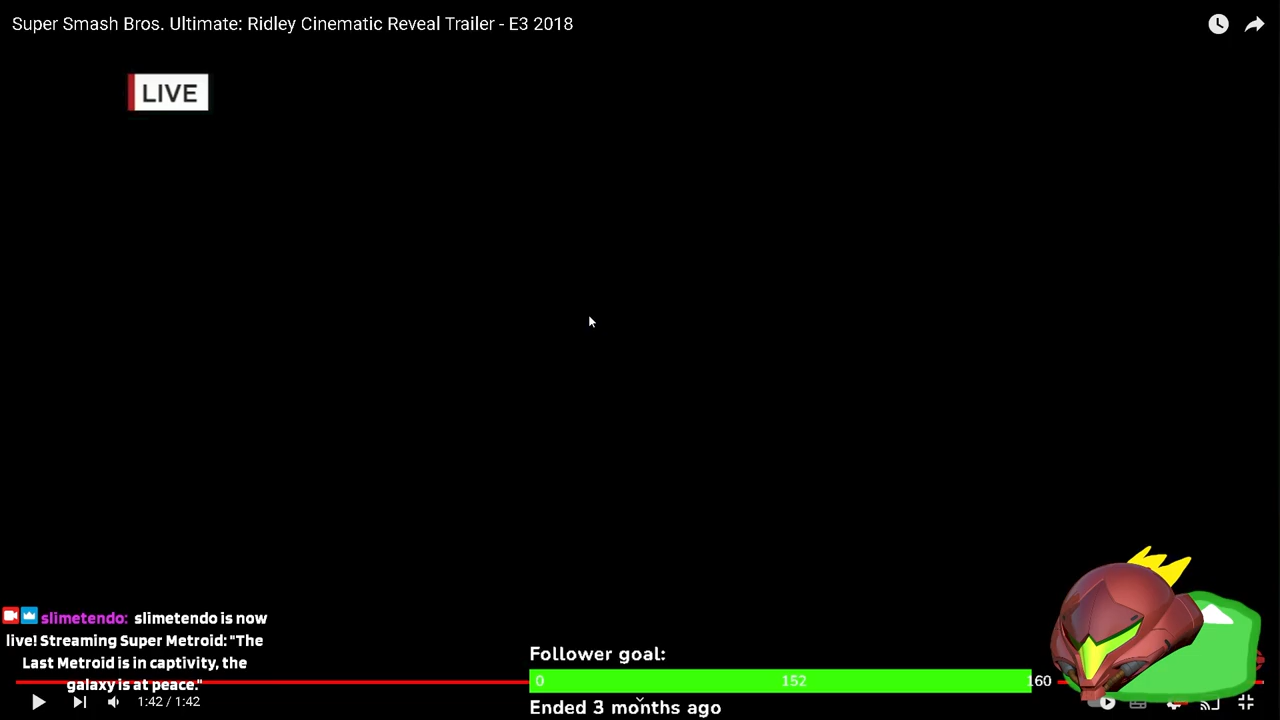 Super Smash Bros. Ultimate: Ridley Cinematic Reveal Trailer - E3 2018
LIVE
slimetendo: slimetendo is now
live! Streaming Super Metroid: "The
Last Metroid is in captivity, the
galaxy is at peace."
Follower goal:
0 152 160
1:42 / 1:42
Ended 3 months ago